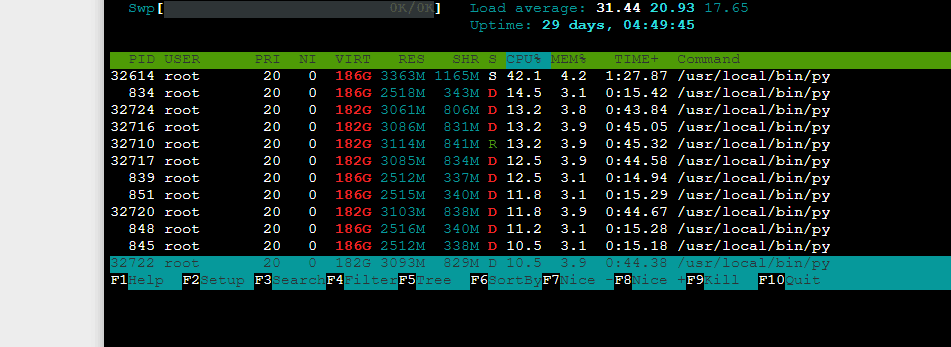 Swp[ 0K/0K] Load average: 31.44 20.93 17.65
Uptime: 29 days, 04:49:45
PID USER PRI NI VIRT RES SHR S CPU% MEM% TIME+ Command
32614 root 20 0 186G 3363M 1165M S 42.1 4.2 1:27.87 /usr/local/bin/py
834 root 20 0 186G 2518M 343M D 14.5 3.1 0:15.42 /usr/local/bin/py
32724 root 20 0 182G 3061M 806M D 13.2 3.8 0:43.84 /usr/local/bin/py
32716 root 20 0 182G 3086M 831M D 13.2 3.9 0:45.05 /usr/local/bin/py
32710 root 20 0 182G 3114M 841M R 13.2 3.9 0:45.32 /usr/local/bin/py
32717 root 20 0 182G 3085M 834M D 12.5 3.9 0:44.58 /usr/local/bin/py
839 root 20 0 186G 2512M 337M D 12.5 3.1 0:14.94 /usr/local/bin/py
851 root 20 0 186G 2515M 340M D 11.8 3.1 0:15.29 /usr/local/bin/py
32720 root 20 0 182G 3103M 838M D 11.8 3.9 0:44.67 /usr/local/bin/py
848 root 20 0 186G 2516M 340M D 11.2 3.1 0:15.28 /usr/local/bin/py
845 root 20 0 186G 2512M 338M D 10.5 3.1 0:15.18 /usr/local/bin/py
32722 root 20 0 182G 3093M 829M D 10.5 3.9 0:44.38 /usr/local/bin/py
F1Help F2Setup F3SearchF4FilterF5Tree F6SortByF7Nice -F8Nice +F9Kill F10Quit